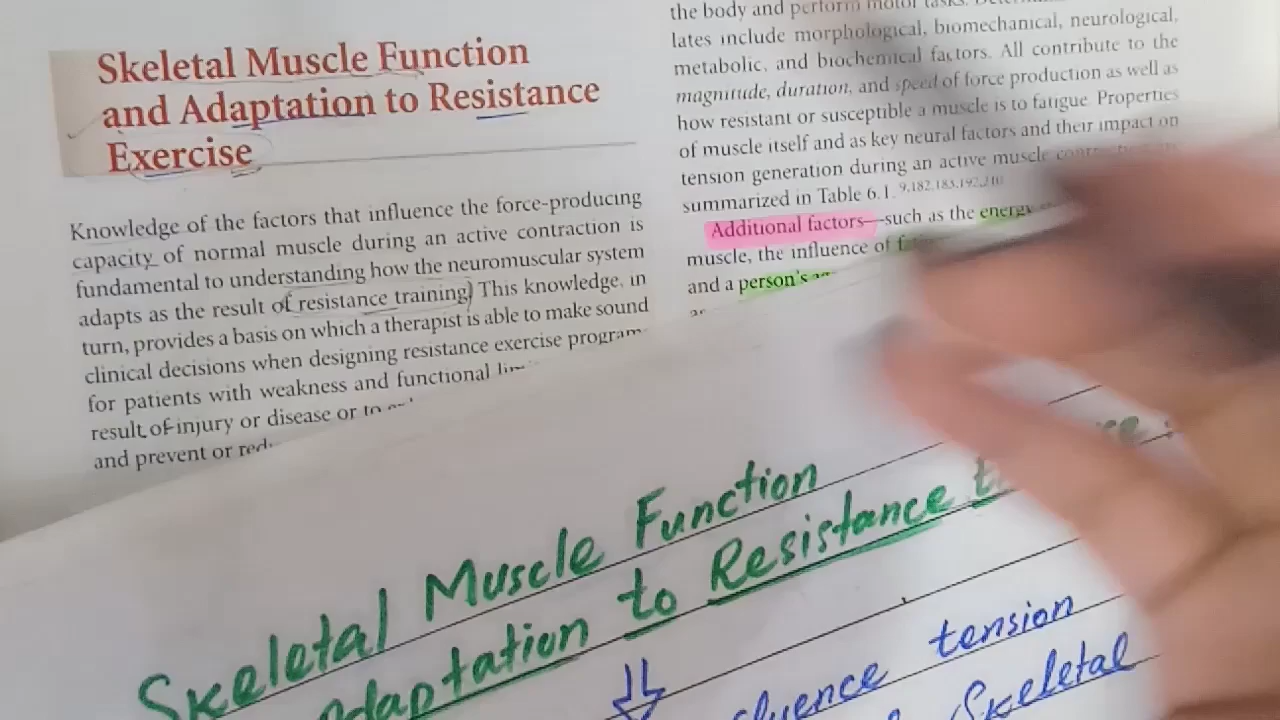 Skeletal Muscle Function
and Adaptation to Resistance
Exercise
Knowledge of the factors that influence the force-producing
capacity of normal muscle during an active contraction is
fundamental to understanding how the neuromuscular system
adapts as the result of resistance training. This knowledge, in
turn, provides a basis on which a therapist is able to make sound
clinical decisions when designing resistance exercise
for patients with weakness and functional
result of injury or disease or to
and prevent or
the body and perform motor tasks.
lates include morphological, biomechanical, neurological,
metabolic, and biochemical factors. All contribute to the
magnitude, duration, and speed of force production as well as
how resistant or susceptible a muscle is to fatigue. Properties
of muscle itself and as key neural factors and their impact on
tension generation during an active muscle
summarized in Table 6.1.
Additional factors—such as the energy
muscle, the influence of
and a person's
Skeletal Muscle Function
Adaptation to Resistance
tension
Skeletal